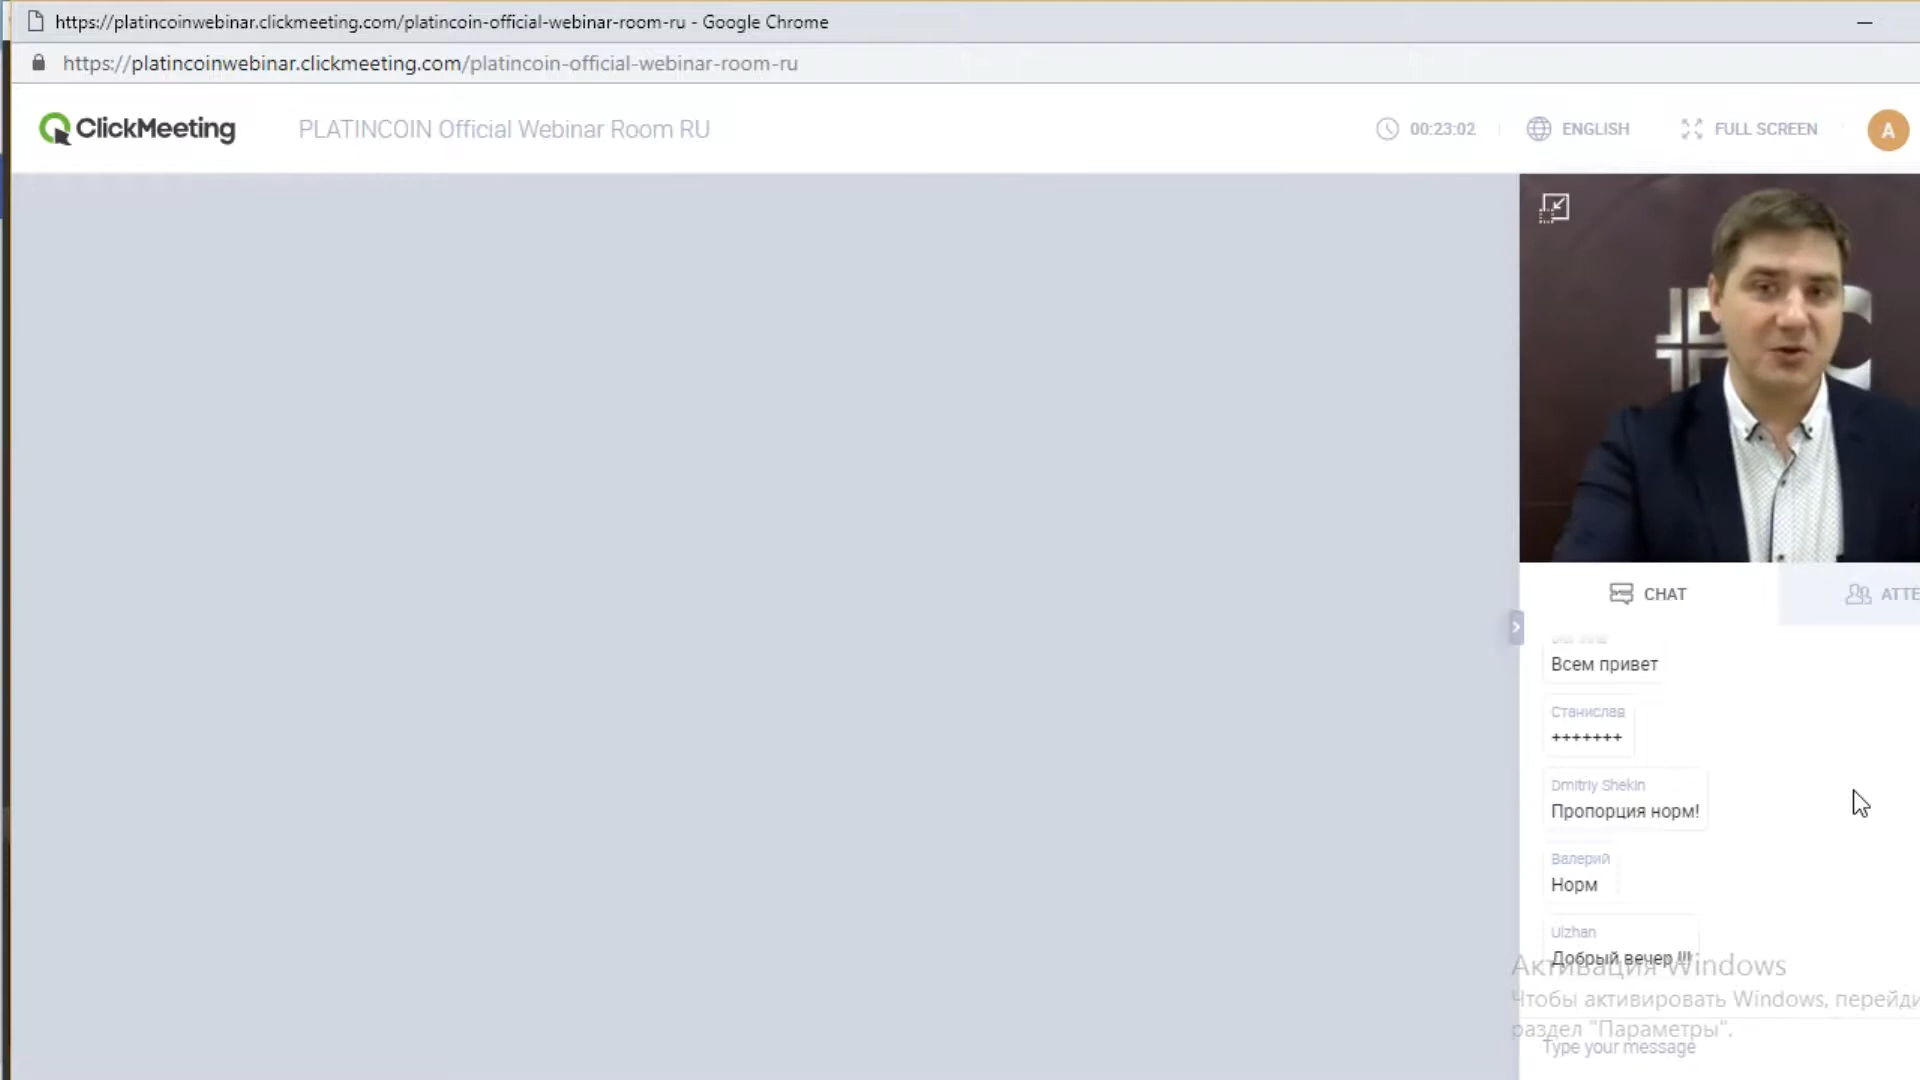 https://platincoinwebinar.clickmeeting.com/platincoin-official-webinar-room-ru - Google Chrome
https://platincoinwebinar.clickmeeting.com/platincoin-official-webinar-room-ru
ClickMeeting
PLATINCOIN Official Webinar Room RU
00:23:02
ENGLISH
FULL SCREEN
A
CHAT
ATTE
Всем привет
Станислав
+++++++
Dmitriy Shekin
Пропорция норм!
Валерий
Норм
Ulzhan
Добрый вечер !!!
Активация Windows
Чтобы активировать Windows, перейди
раздел "Параметры".
Type your message